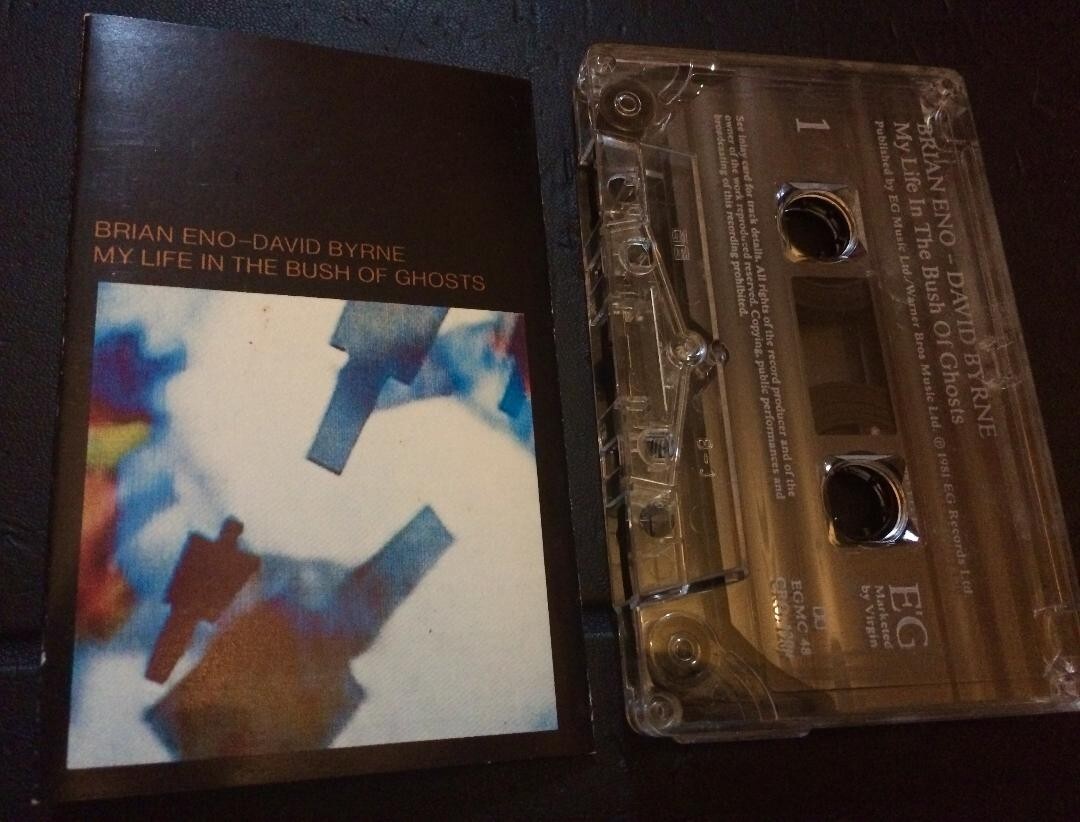 BRIAN ENO–DAVID BYRNE
MY LIFE IN THE BUSH OF GHOSTS
BRIAN ENO – DAVID BYRNE
My Life In The Bush Of Ghosts
Published by EG Music Ltd./Warner Bros Music Ltd. ℗ 1981 EG Records Ltd
1
E'G
Marketed
by Virgin
EGMC 48
See inlay card for track details. All rights of the record producer and of the
owner of the work reproduced reserved. Copying, public performances and
broadcasting of this recording prohibited.